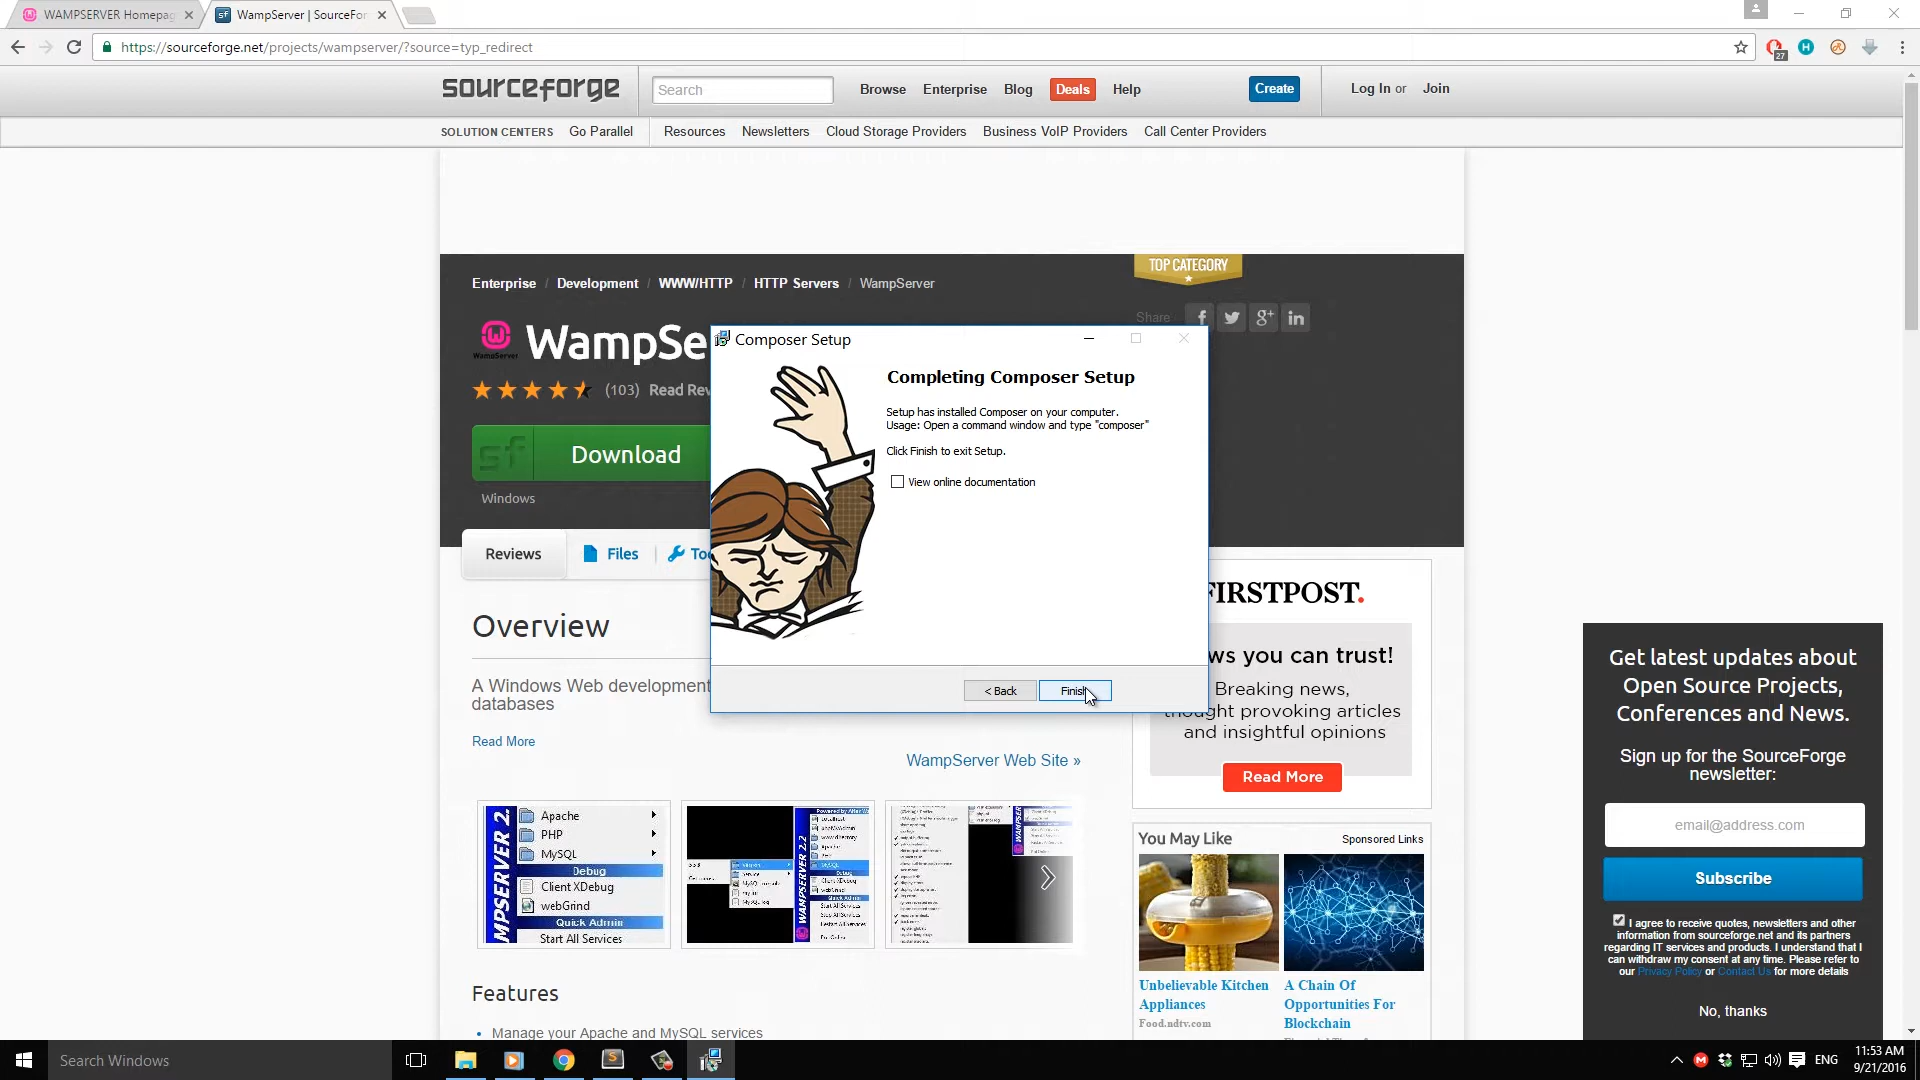 WAMPSERVER Homepag
WampServer | SourceFor
https://sourceforge.net/projects/wampserver/?source=typ_redirect
27
H
sourceforge
Search
Browse
Enterprise
Blog
Deals
Help
Create
Log In or
Join
SOLUTION CENTERS
Go Parallel
Resources
Newsletters
Cloud Storage Providers
Business VoIP Providers
Call Center Providers
Enterprise / Development / WWW/HTTP / HTTP Servers / WampServer
TOP CATEGORY
Share
WampServer
WampSe
(103) Read Rev
sf
Download
Windows
Reviews
Files
Too
Overview
A Windows Web development
databases
Read More
WampServer Web Site »
Composer Setup
Completing Composer Setup
Setup has installed Composer on your computer.
Usage: Open a command window and type "composer"
Click Finish to exit Setup.
View online documentation
< Back
Finish
FIRSTPOST.
ws you can trust!
Breaking news,
thought provoking articles
and insightful opinions
Read More
MPSERVER 2.
Apache
PHP
MySQL
Debug
Client XDebug
webGrind
Quick Admin
Start All Services
WAMPSERVER 2.2
Features
Manage your Apache and MySQL services
You May Like
Sponsored Links
Unbelievable Kitchen
Appliances
Food.ndtv.com
A Chain Of
Opportunities For
Blockchain
Get latest updates about
Open Source Projects,
Conferences and News.
Sign up for the SourceForge
newsletter:
email@address.com
Subscribe
I agree to receive quotes, newsletters and other
information from sourceforge.net and its partners
regarding IT services and products. I understand that I
can withdraw my consent at any time. Please refer to
our Privacy Policy or Contact Us for more details
No, thanks
Search Windows
ENG
11:53 AM
9/21/2016